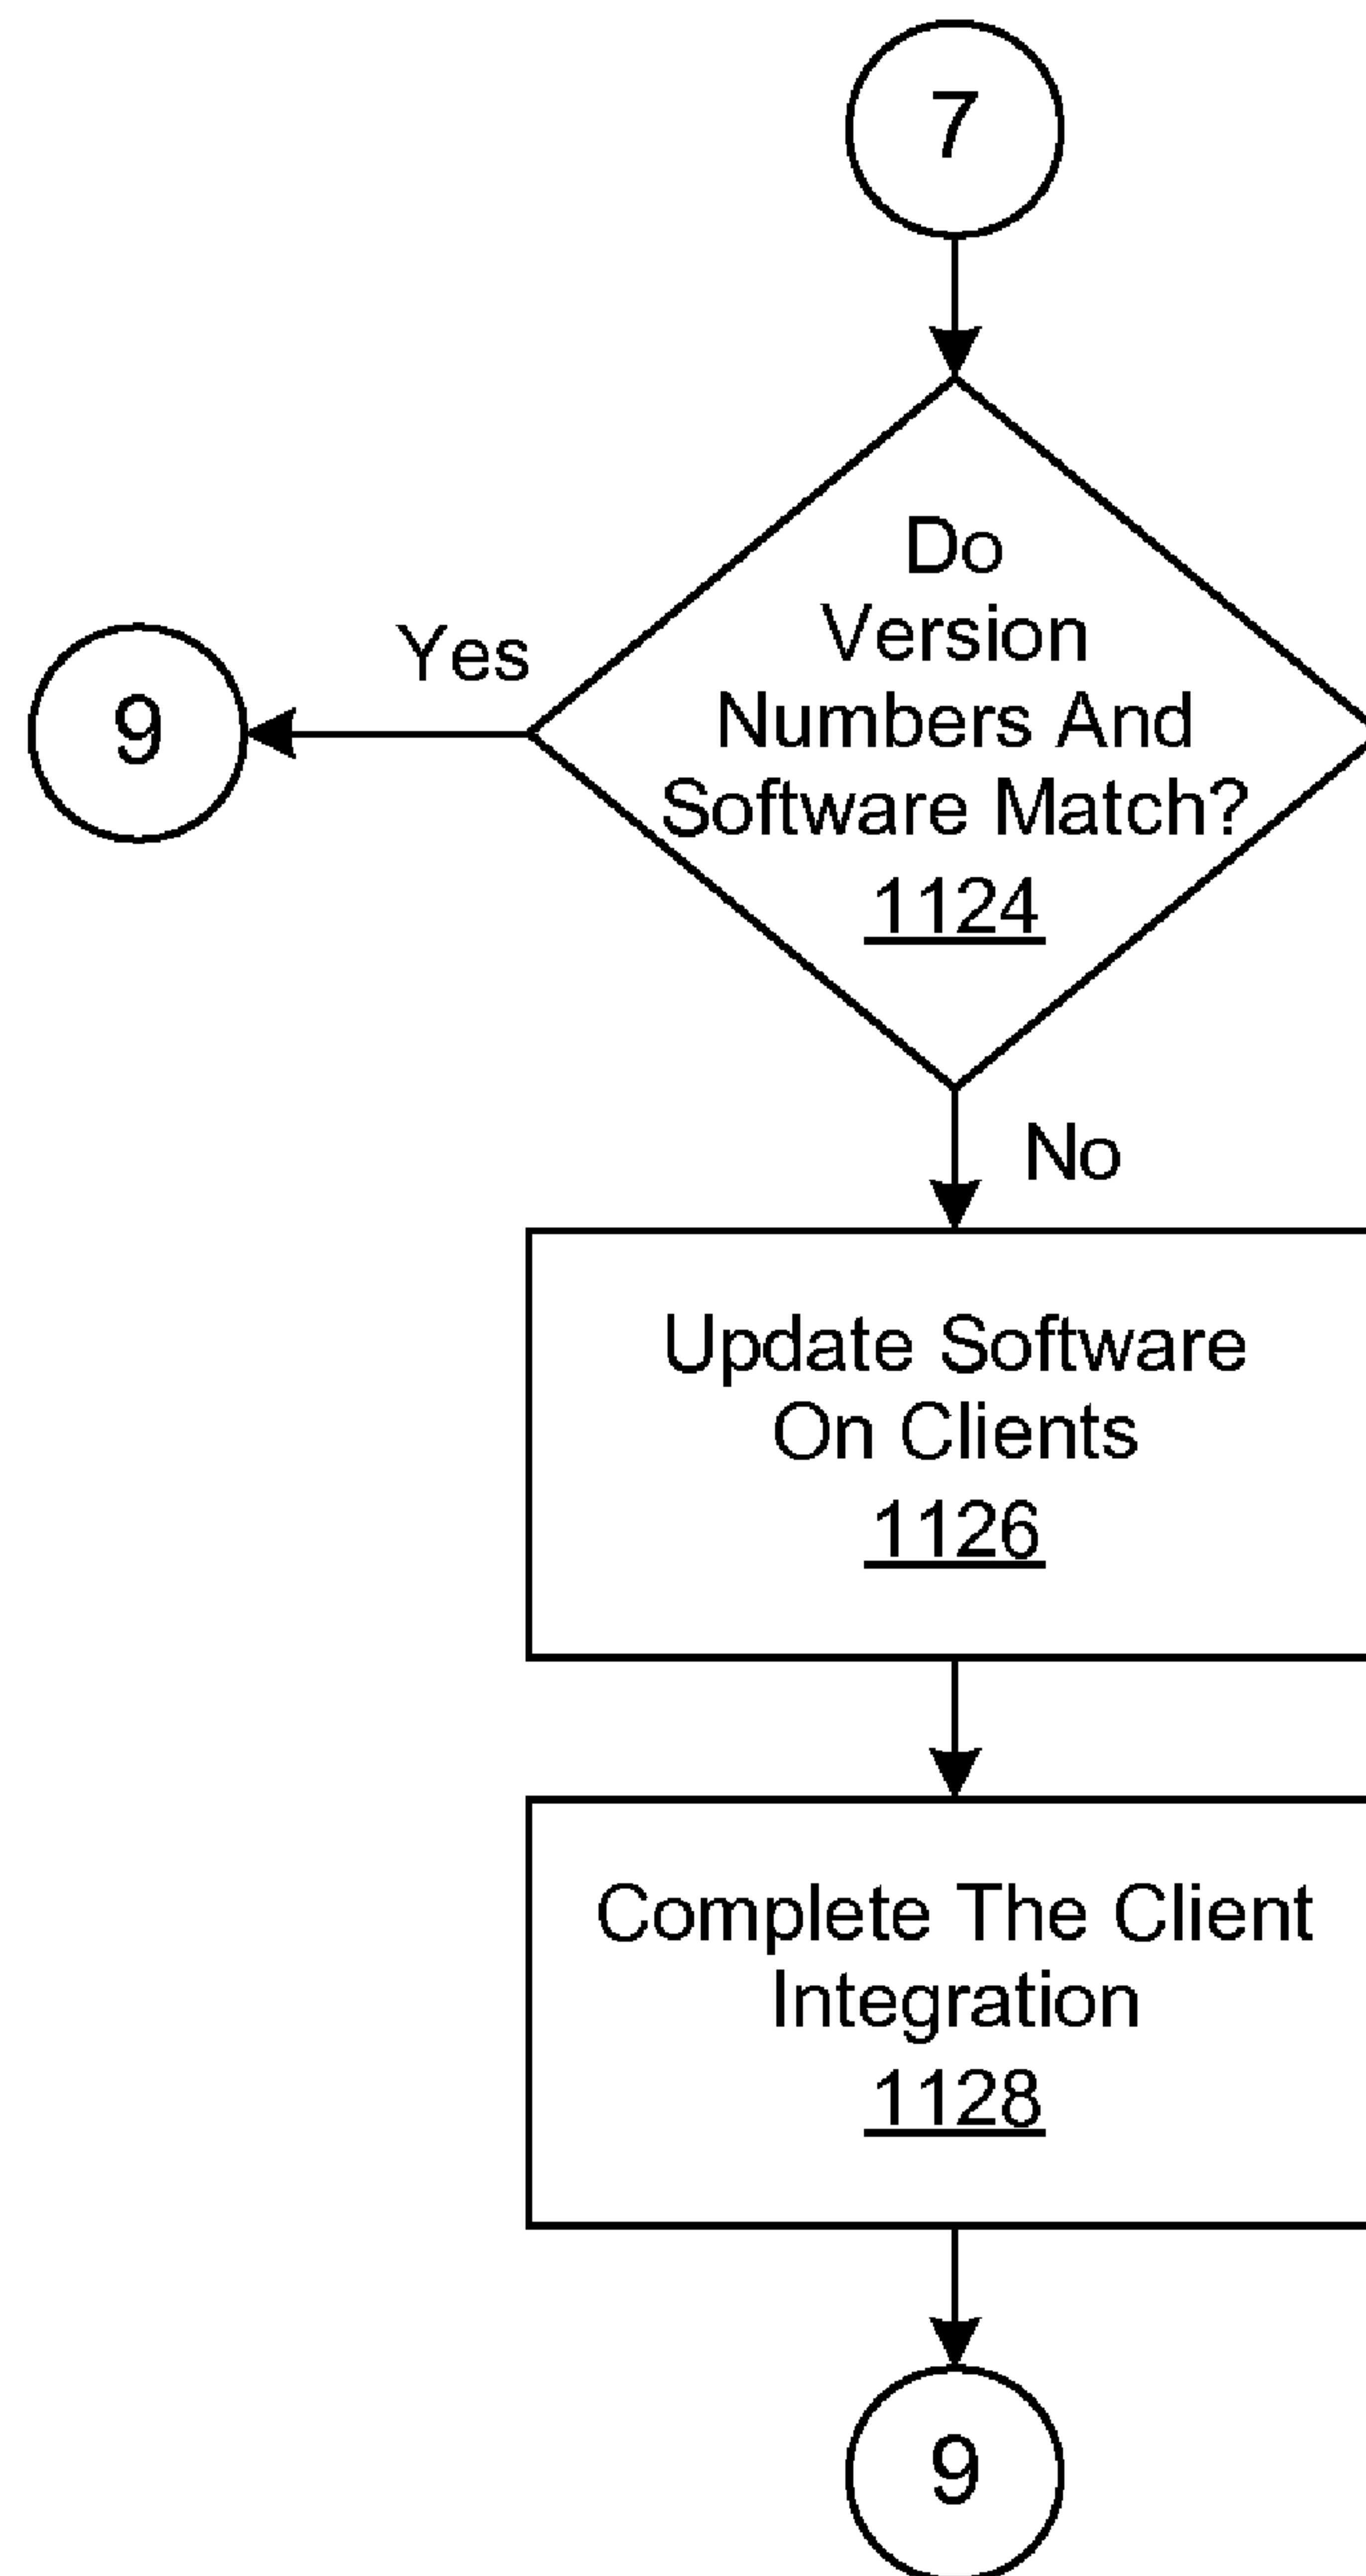 7
Do
Version
Numbers And
Software Match?
1124
Yes
9
No
Update Software
On Clients
1126
Complete The Client
Integration
1128
9